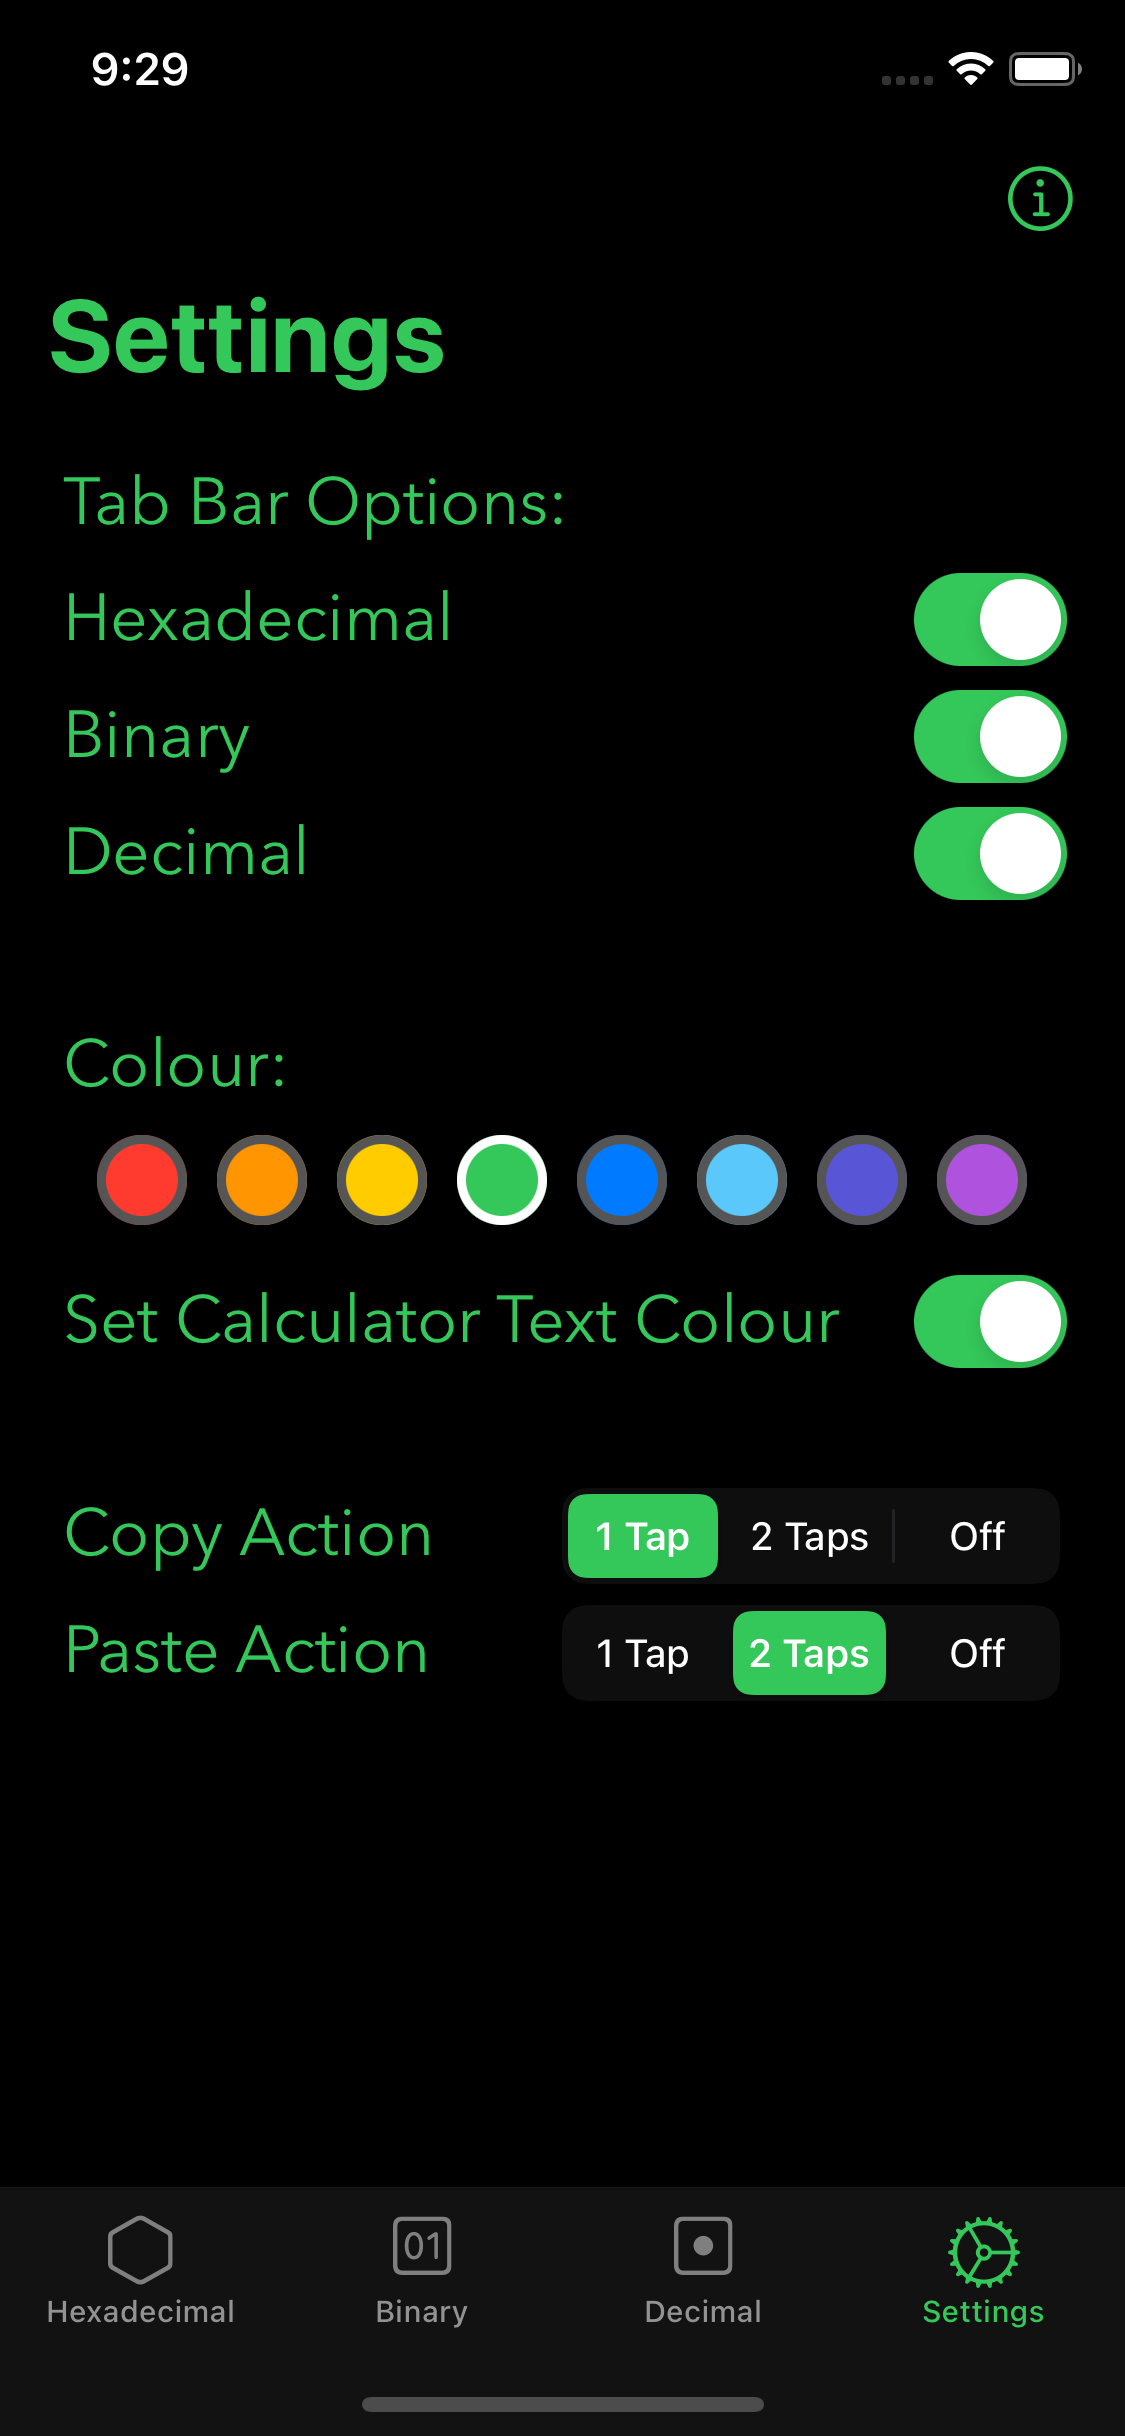 9:29
Settings
Tab Bar Options:
Hexadecimal
Binary
Decimal
Colour:
Set Calculator Text Colour
Copy Action 1 Tap 2 Taps Off
Paste Action 1 Tap 2 Taps Off
01
Hexadecimal Binary Decimal Settings